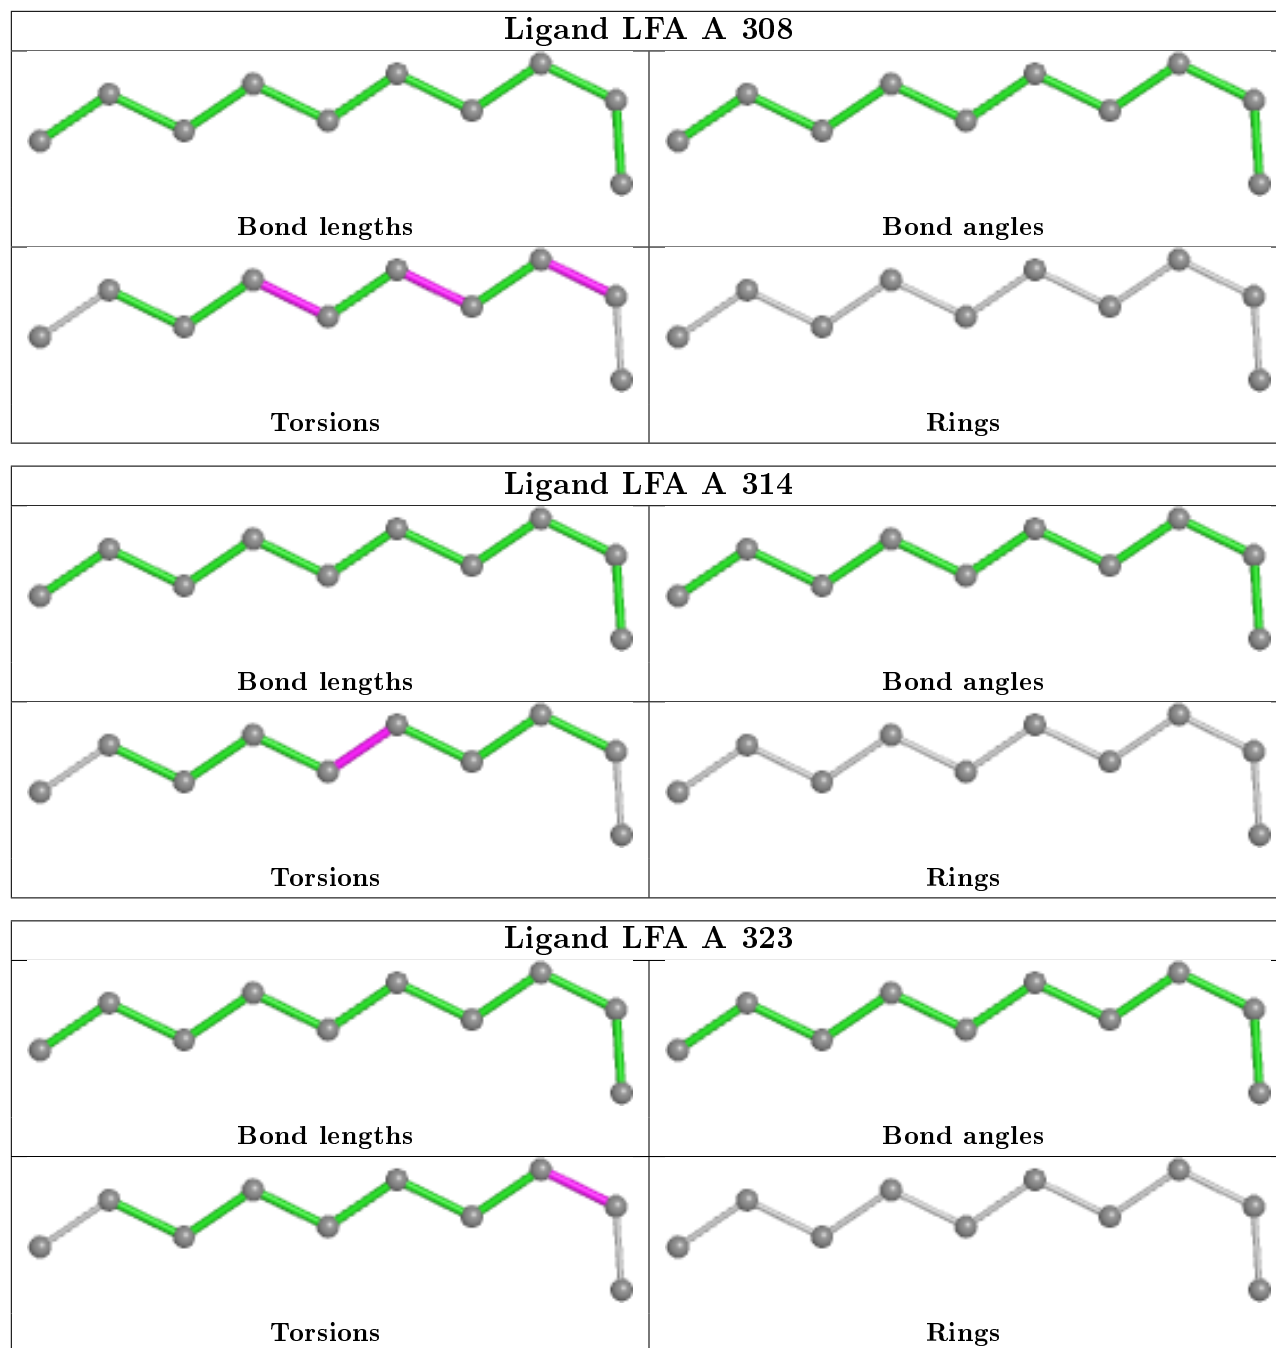 Ligand LFA A 308
Bond lengths
Bond angles
Torsions
Rings
Ligand LFA A 314
Bond lengths
Bond angles
Torsions
Rings
Ligand LFA A 323
Bond lengths
Bond angles
Torsions
Rings